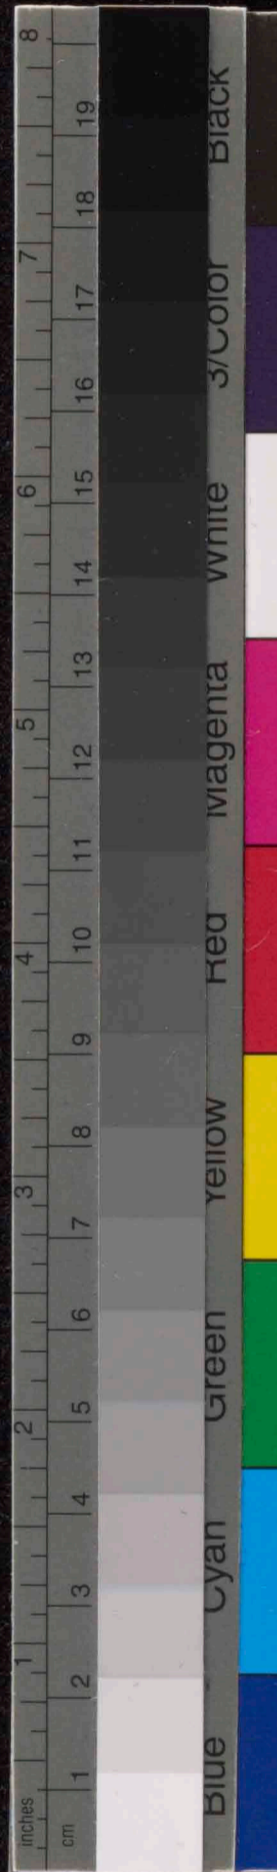 inches 1 2 3 4 5 6 7 8
cm 1 2 3 4 5 6 7 8 9 10 11 12 13 14 15 16 17 18 19
Blue Cyan Green Yellow Red Magenta White 3/Color Black